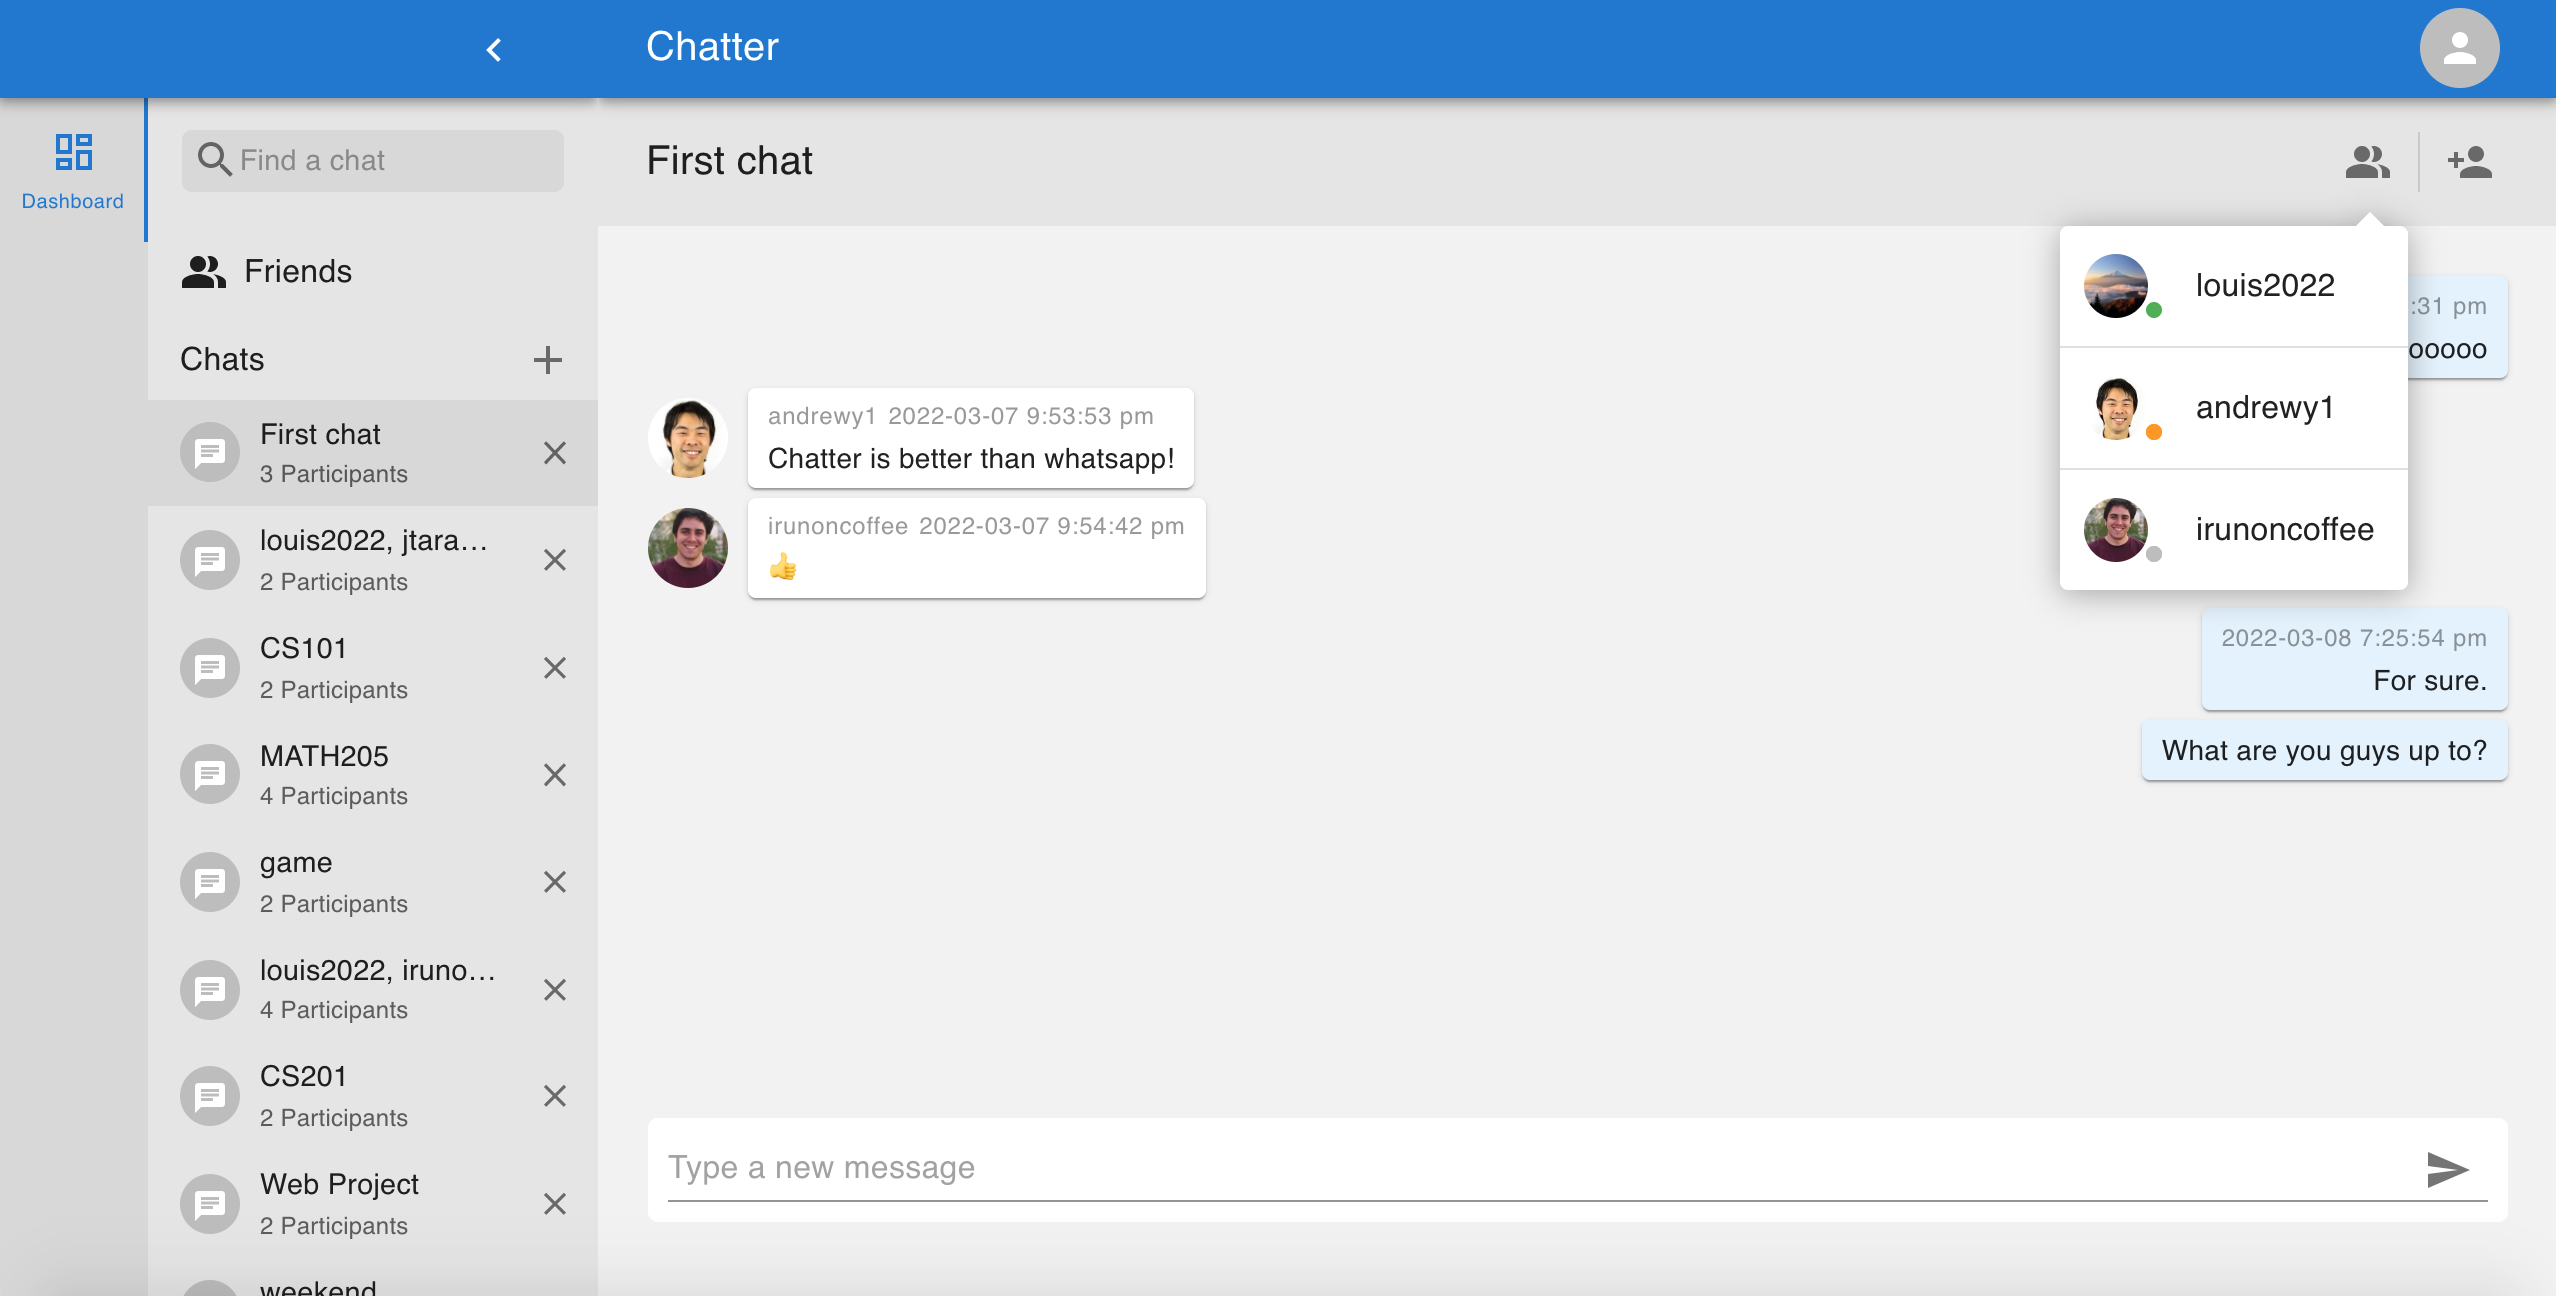 Chatter
Dashboard
Find a chat
Friends
Chats
First chat
3 Participants
louis2022, jtara…
2 Participants
CS101
2 Participants
MATH205
4 Participants
game
2 Participants
louis2022, iruno…
4 Participants
CS201
2 Participants
Web Project
2 Participants
weekend
First chat
louis2022
andrewy1
irunoncoffee
:31 pm
ooooo
andrewy1 2022-03-07 9:53:53 pm
Chatter is better than whatsapp!
irunoncoffee 2022-03-07 9:54:42 pm
👍
2022-03-08 7:25:54 pm
For sure.
What are you guys up to?
Type a new message